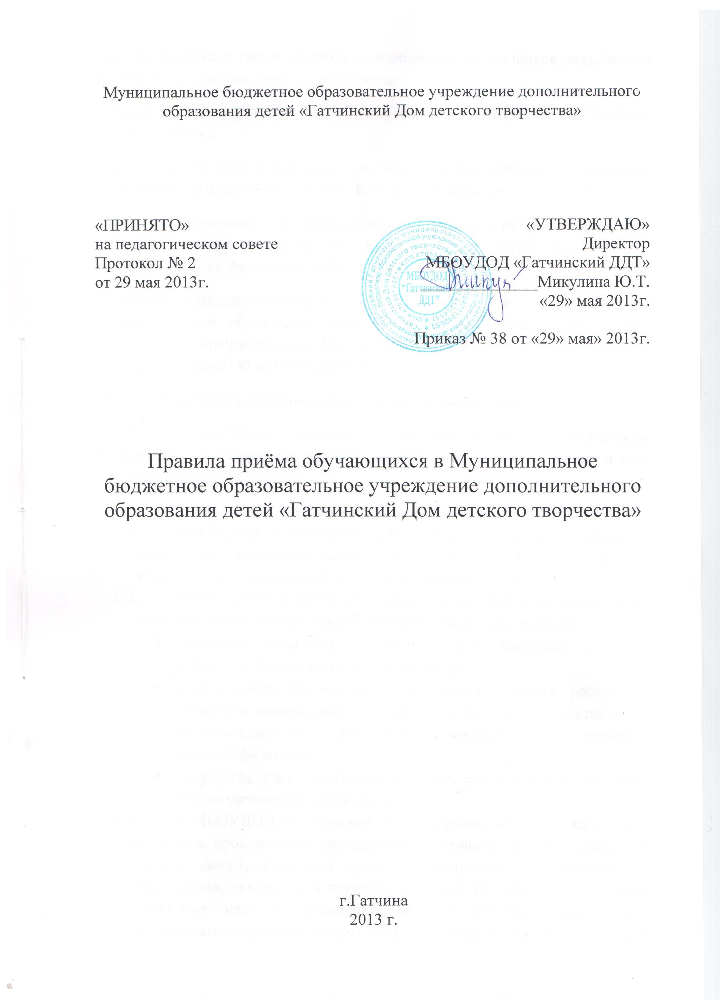 Муниципальное бюджетное образовательное учреждение дополнительного
образования детей «Гатчинский Дом детского творчества»
«ПРИНЯТО»
на педагогическом совете
Протокол № 2
от 29 мая 2013г.
«УТВЕРЖДАЮ»
Директор
МБОУДОД «Гатчинский ДДТ»
Микулина Ю.Т.
«29» мая 2013г.
Приказ № 38 от «29» мая» 2013г.
МБОУДОД
"Гатчинский
ДДТ"
Правила приёма обучающихся в Муниципальное
бюджетное образовательное учреждение дополнительного
образования детей «Гатчинский Дом детского творчества»
г.Гатчина
2013 г.